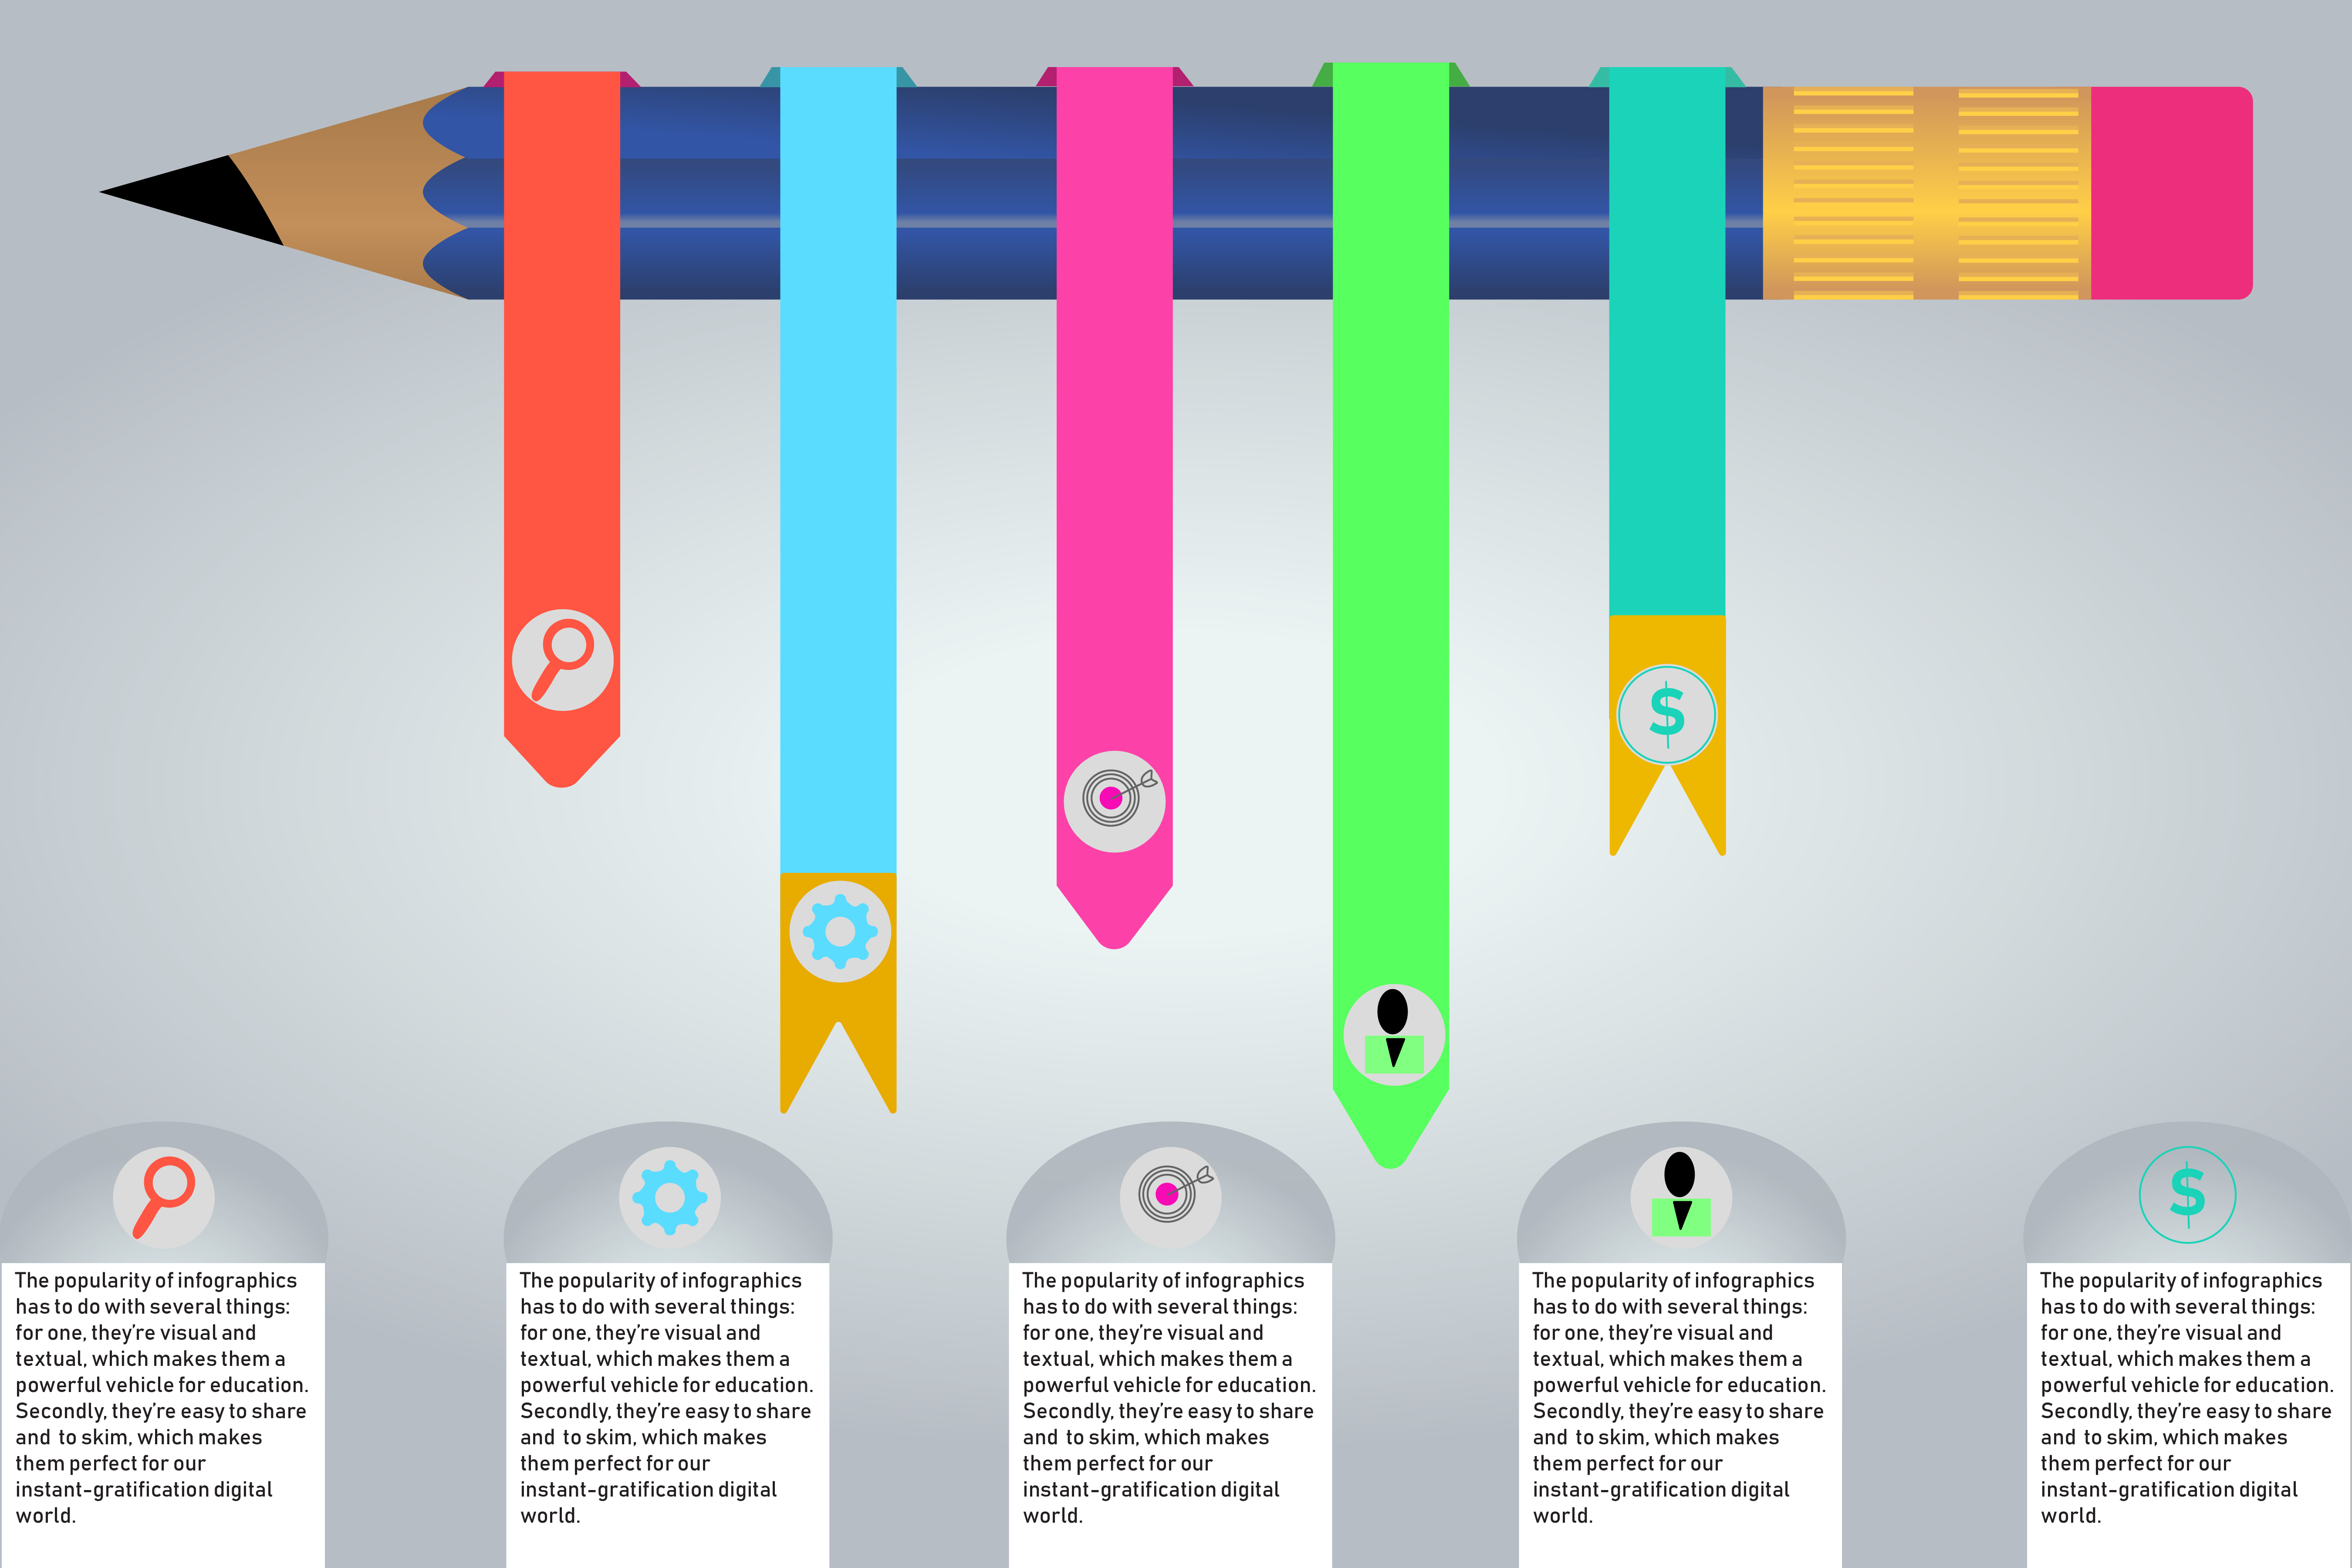 $
$
The popularity of infographics
has to do with several things:
for one, they’re visual and
textual, which makes them a
powerful vehicle for education.
Secondly, they’re easy to share
and  to skim, which makes
them perfect for our
instant-gratification digital
world.
The popularity of infographics
has to do with several things:
for one, they’re visual and
textual, which makes them a
powerful vehicle for education.
Secondly, they’re easy to share
and  to skim, which makes
them perfect for our
instant-gratification digital
world.
The popularity of infographics
has to do with several things:
for one, they’re visual and
textual, which makes them a
powerful vehicle for education.
Secondly, they’re easy to share
and  to skim, which makes
them perfect for our
instant-gratification digital
world.
The popularity of infographics
has to do with several things:
for one, they’re visual and
textual, which makes them a
powerful vehicle for education.
Secondly, they’re easy to share
and  to skim, which makes
them perfect for our
instant-gratification digital
world.
The popularity of infographics
has to do with several things:
for one, they’re visual and
textual, which makes them a
powerful vehicle for education.
Secondly, they’re easy to share
and  to skim, which makes
them perfect for our
instant-gratification digital
world.